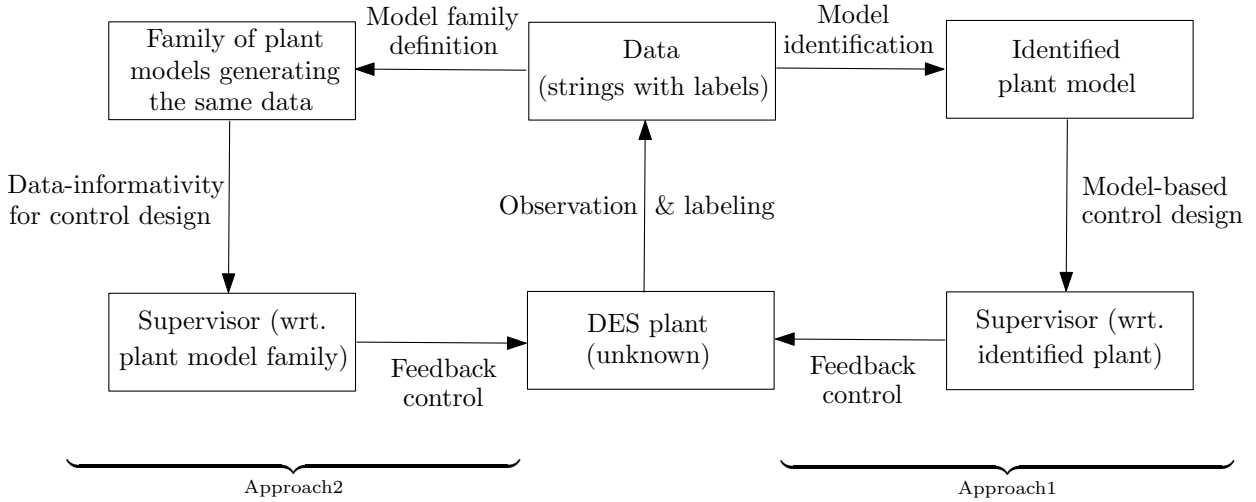 Family of plant
models generating
the same data
Model family
definition
Data
(strings with labels)
Model
identification
Identified
plant model
Data-informativity
for control design
Observation & labeling
Model-based
control design
Supervisor (wrt.
plant model family)
Feedback
control
DES plant
(unknown)
Feedback
control
Supervisor (wrt.
identified plant)
Approach2
Approach1